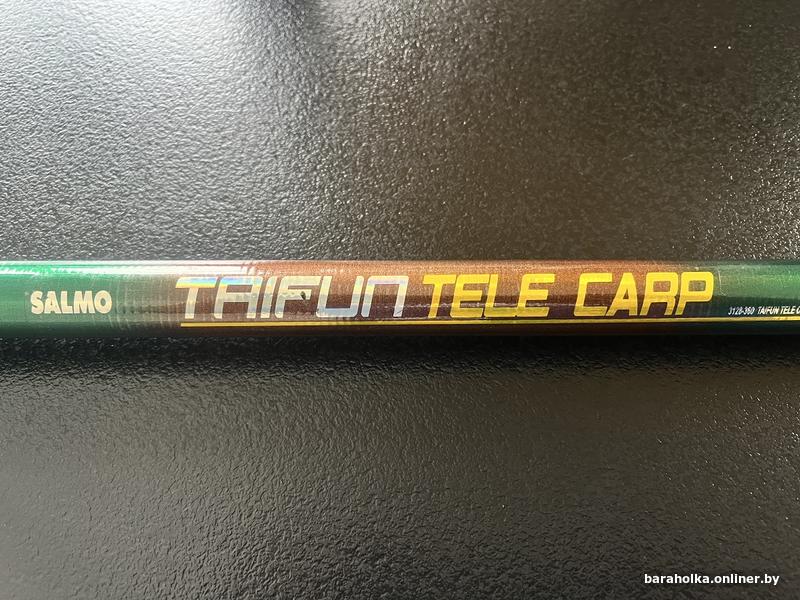 SALMO TAIFUN TELE CARP 3128-360 TAIFUN TELE
baraholka.onliner.by